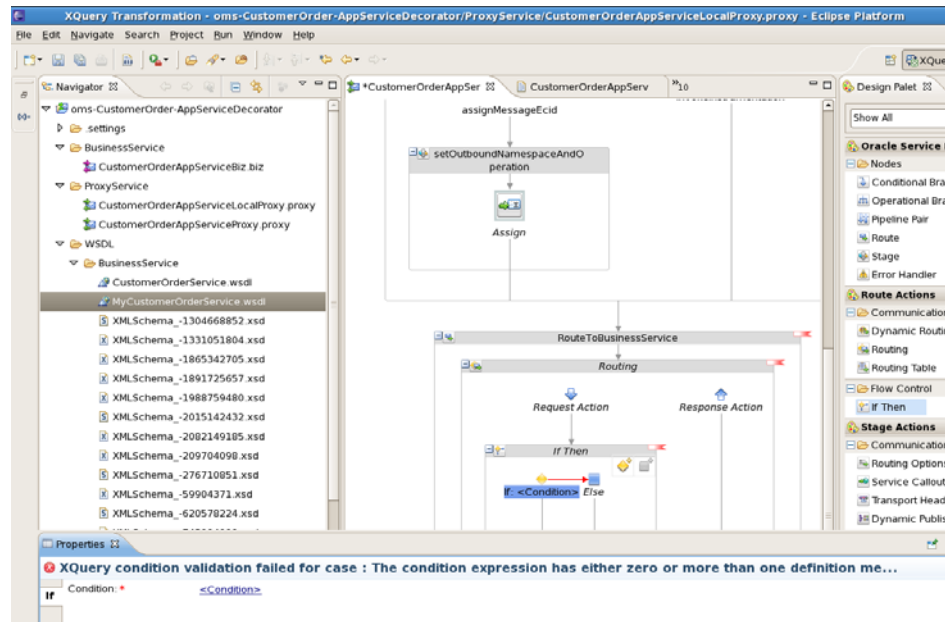 XQuery Transformation - oms-CustomerOrder-AppServiceDecorator/ProxyService/CustomerOrderAppServiceLocalProxy.proxy - Eclipse Platform
File Edit Navigate Search Project Run Window Help
XQue
Navigator
*CustomerOrderAppSer
CustomerOrderAppServ
»10
Design Palet
oms-CustomerOrder-AppServiceDecorator
.settings
BusinessService
CustomerOrderAppServiceBiz.biz
ProxyService
CustomerOrderAppServiceLocalProxy.proxy
CustomerOrderAppServiceProxy.proxy
WSDL
BusinessService
CustomerOrderService.wsdl
MyCustomerOrderService.wsdl
XMLSchema_-1304668852.xsd
XMLSchema_-1331051804.xsd
XMLSchema_-1865342705.xsd
XMLSchema_-1891725657.xsd
XMLSchema_-1988759480.xsd
XMLSchema_-2015142432.xsd
XMLSchema_-2082149185.xsd
XMLSchema_-209704098.xsd
XMLSchema_-276710851.xsd
XMLSchema_-59904371.xsd
XMLSchema_-620578224.xsd
assignMessageEcid
setOutboundNamespaceAndO
peration
Assign
RouteToBusinessService
Routing
Request Action
Response Action
If Then
If: <Condition>
Else
Show All
Oracle Service
Nodes
Conditional Bra
Operational Bra
Pipeline Pair
Route
Stage
Error Handler
Route Actions
Communication
Dynamic Routi
Routing
Routing Table
Flow Control
If Then
Stage Actions
Communication
Routing Options
Service Callout
Transport Head
Dynamic Publis
Properties
XQuery condition validation failed for case : The condition expression has either zero or more than one definition me...
If
Condition: *
<Condition>